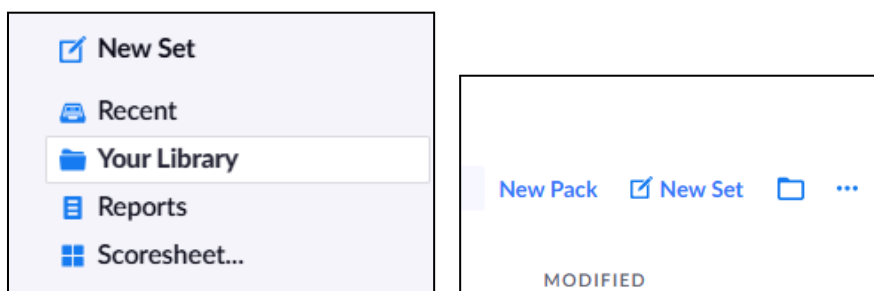 New Set
Recent
Your Library
Reports
Scoresheet...
New Pack New Set ...
MODIFIED